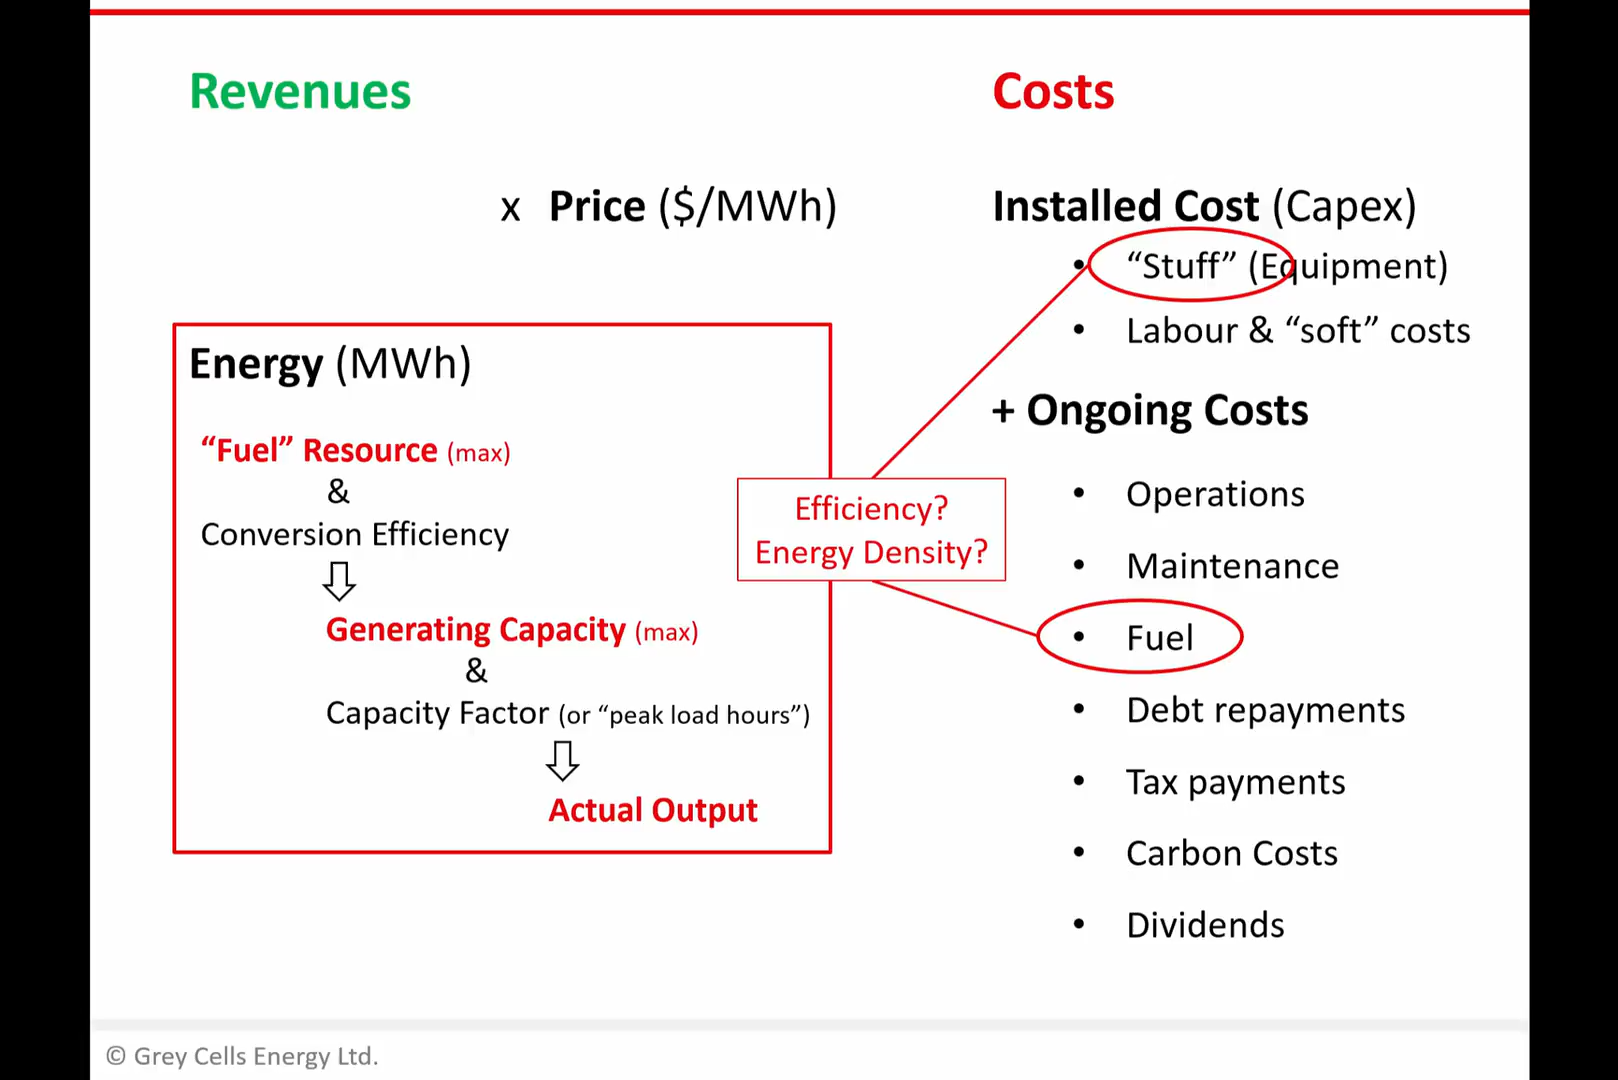 Revenues
x Price ($/MWh)
Energy (MWh)
“Fuel” Resource (max)
&
Conversion Efficiency
Generating Capacity (max)
&
Capacity Factor (or “peak load hours”)
Actual Output
Efficiency?
Energy Density?
Costs
Installed Cost (Capex)
• “Stuff” (Equipment)
• Labour & “soft” costs
+ Ongoing Costs
• Operations
• Maintenance
• Fuel
• Debt repayments
• Tax payments
• Carbon Costs
• Dividends
© Grey Cells Energy Ltd.